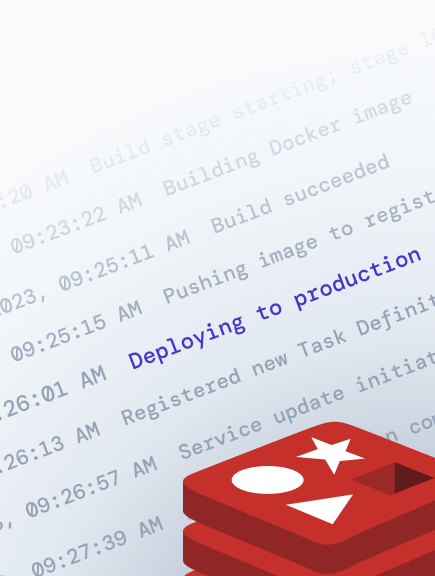 :20 AM Build stage starting; stage
09:23:22 AM Building Docker image
023, 09:25:11 AM Build succeeded
09:25:15 AM Pushing image to regist
:26:01 AM Deploying to production
:26:13 AM Registered new Task Definit
, 09:26:57 AM Service update initiat
09:27:39 AM n co